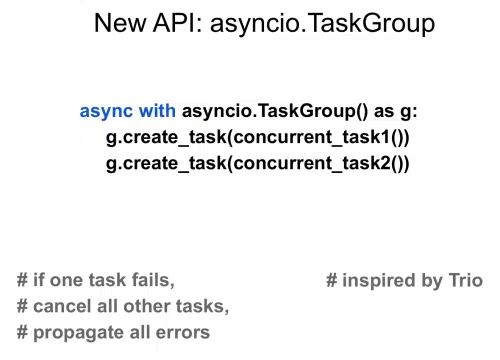 New API: asyncio.TaskGroup
async with asyncio.TaskGroup() as g:
g.create_task(concurrent_task1())
g.create_task(concurrent_task2())
# if one task fails,
# cancel all other tasks,
# propagate all errors
# inspired by Trio